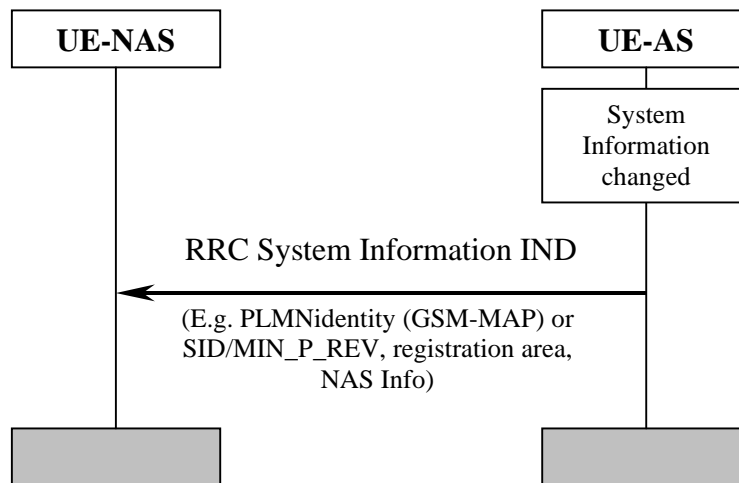 UE-NAS
UE-AS
System
Information
changed
RRC System Information IND
(E.g. PLMNidentity (GSM-MAP) or
SID/MIN_P_REV, registration area,
NAS Info)